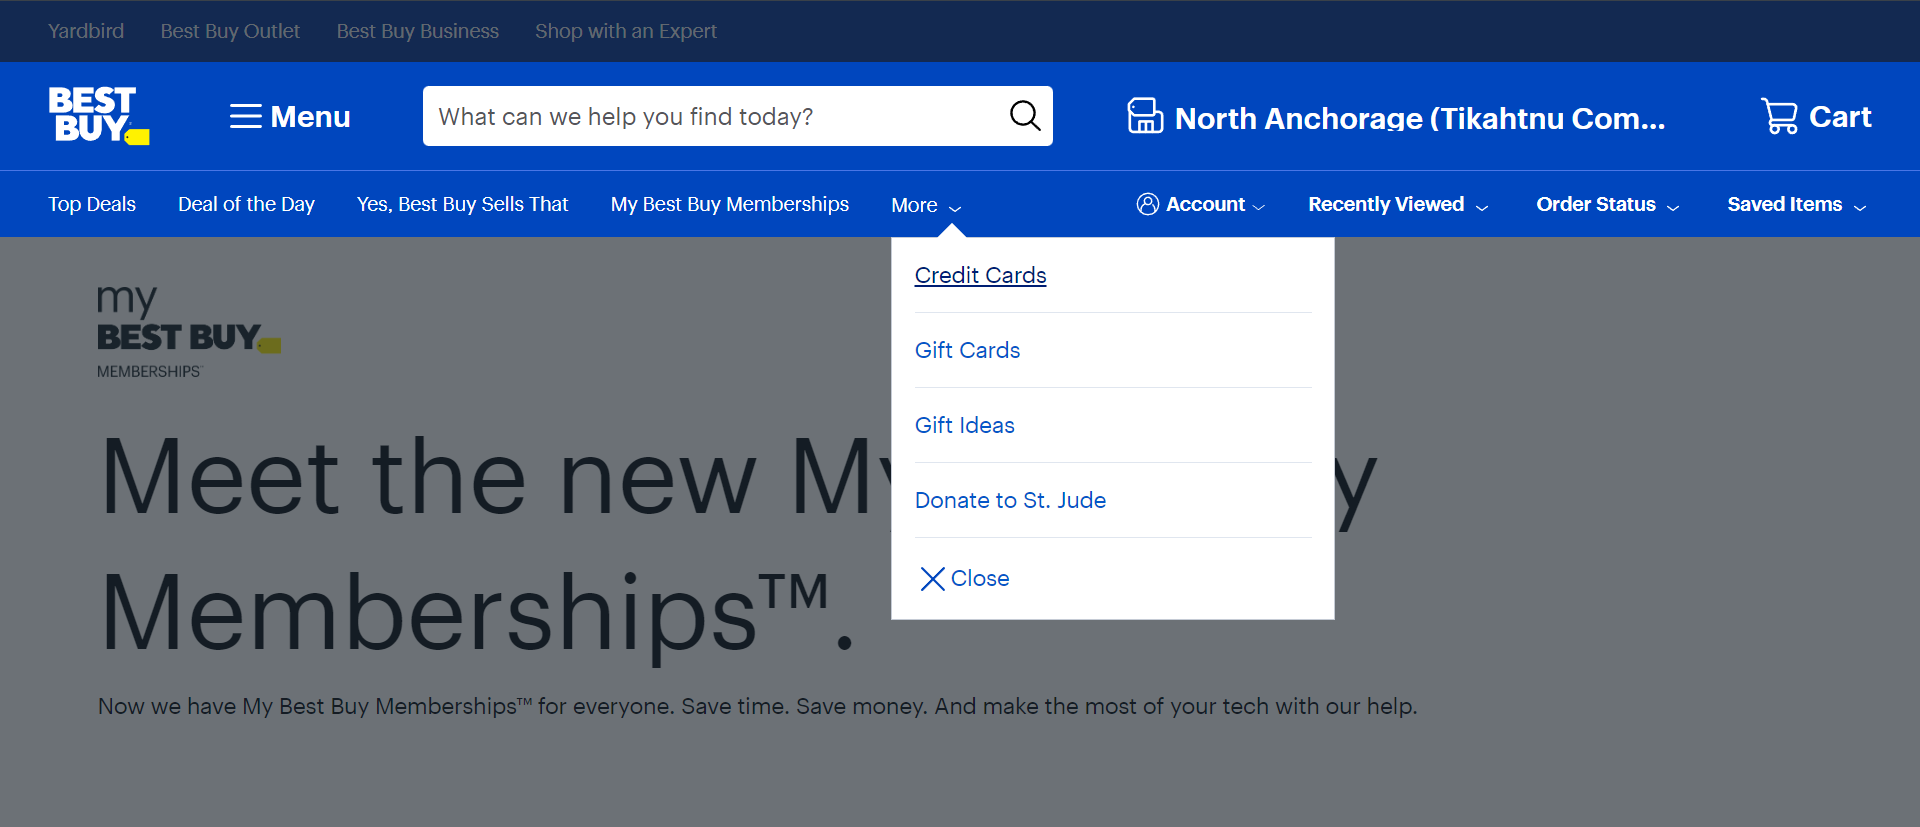 Yardbird Best Buy Outlet Best Buy Business Shop with an Expert
BEST
BUY
Menu
What can we help you find today?
North Anchorage (Tikahtnu Com...
Cart
Top Deals Deal of the Day Yes, Best Buy Sells That My Best Buy Memberships More Account Recently Viewed Order Status Saved Items
Credit Cards
Gift Cards
Gift Ideas
Donate to St. Jude
Close
my
BEST BUY
MEMBERSHIPS™
Meet the new My y
Memberships™.
Now we have My Best Buy Memberships™ for everyone. Save time. Save money. And make the most of your tech with our help.